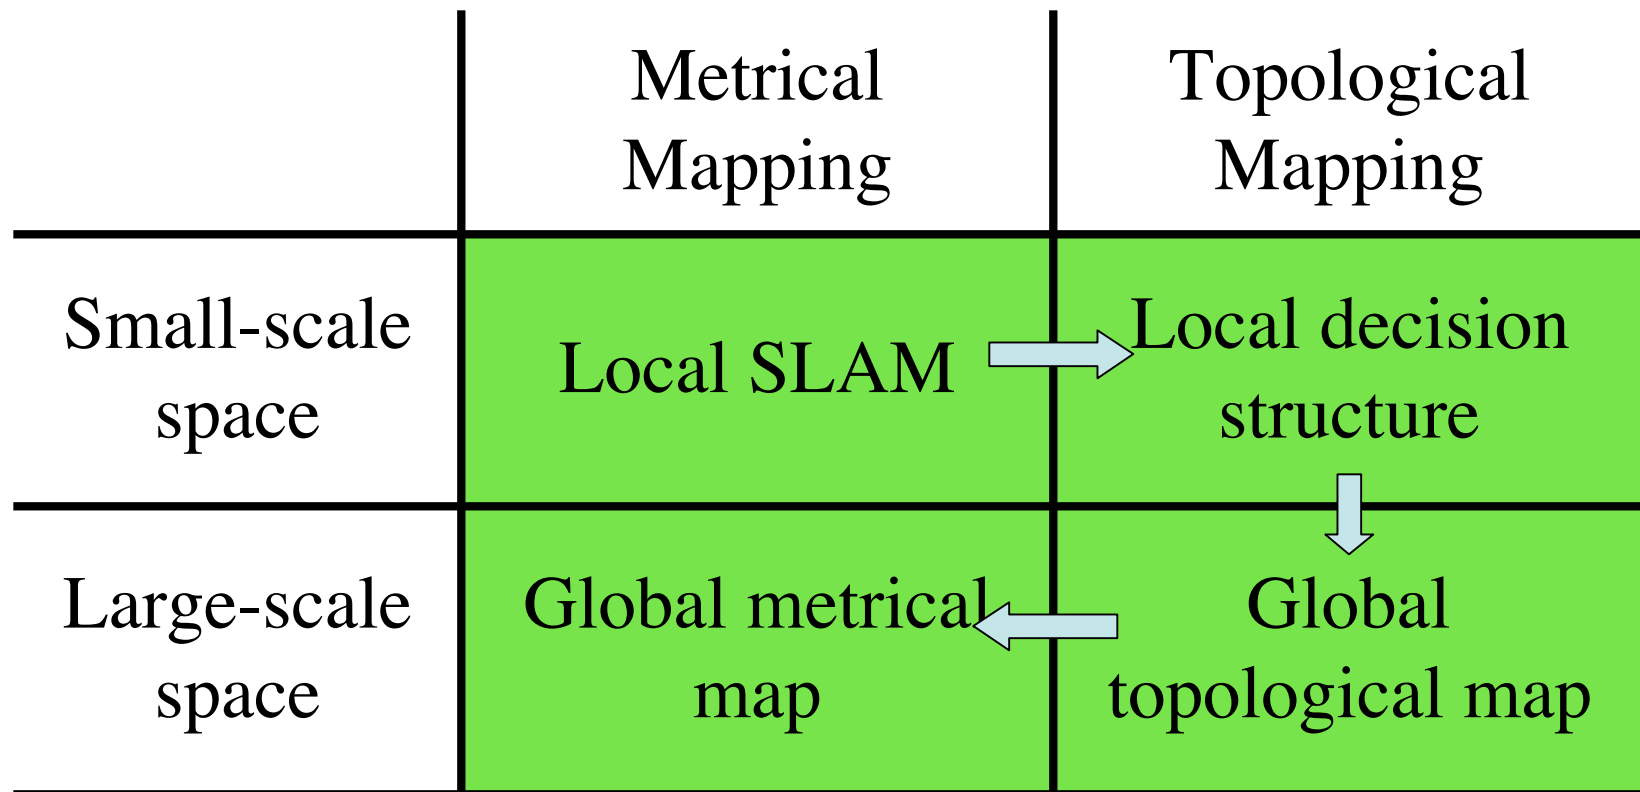 Metrical
Mapping
Topological
Mapping
Small-scale
space
Local SLAM
Local decision
structure
Large-scale
space
Global metrical
map
Global
topological map